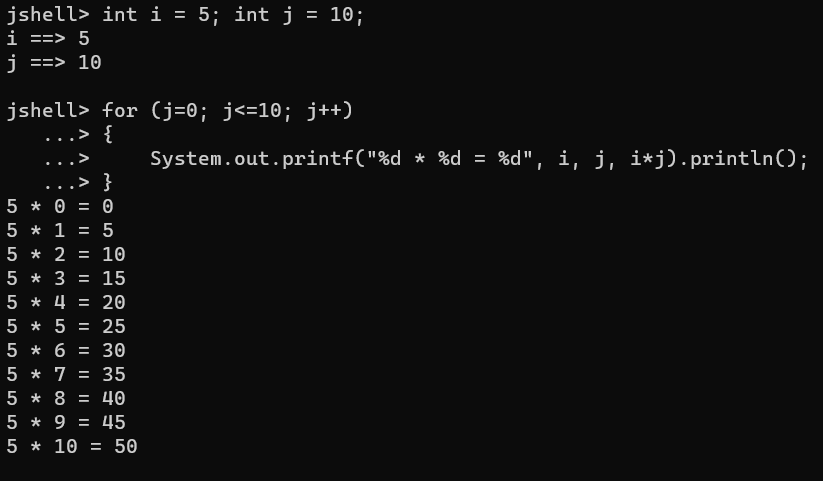 jshell> int i = 5; int j = 10;
i ==> 5
j ==> 10

jshell> for (j=0; j<=10; j++)
   ...> {
   ...>     System.out.printf("%d * %d = %d", i, j, i*j).println();
   ...> }
5 * 0 = 0
5 * 1 = 5
5 * 2 = 10
5 * 3 = 15
5 * 4 = 20
5 * 5 = 25
5 * 6 = 30
5 * 7 = 35
5 * 8 = 40
5 * 9 = 45
5 * 10 = 50